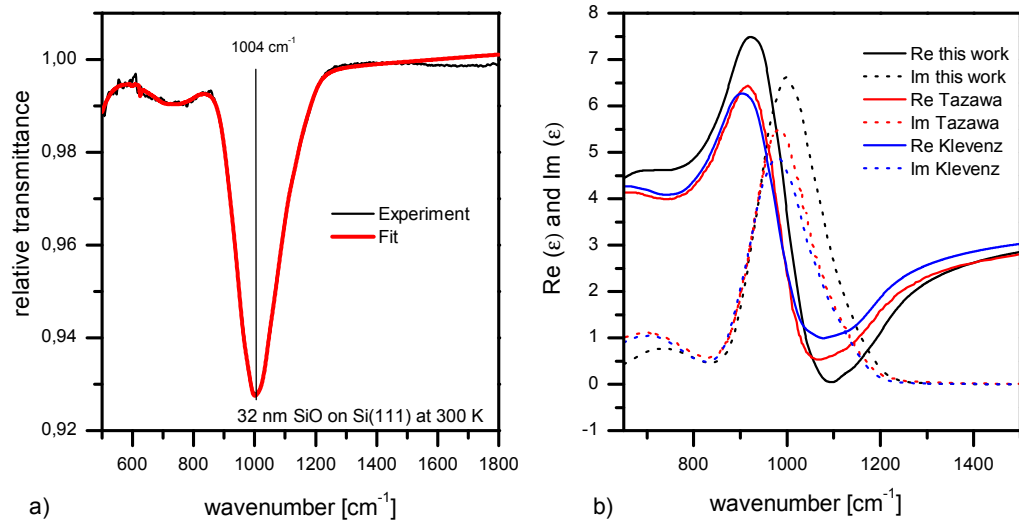 1004 cm⁻¹
1,00
0,98
0,96
0,94
0,92
relative transmittance
Experiment
Fit
32 nm SiO on Si(111) at 300 K
600 800 1000 1200 1400 1600 1800
wavenumber [cm⁻¹]
a)
8
7
6
5
4
3
2
1
0
-1
Re (ε) and Im (ε)
Re this work
Im this work
Re Tazawa
Im Tazawa
Re Klevenz
Im Klevenz
800 1000 1200 1400
wavenumber [cm⁻¹]
b)